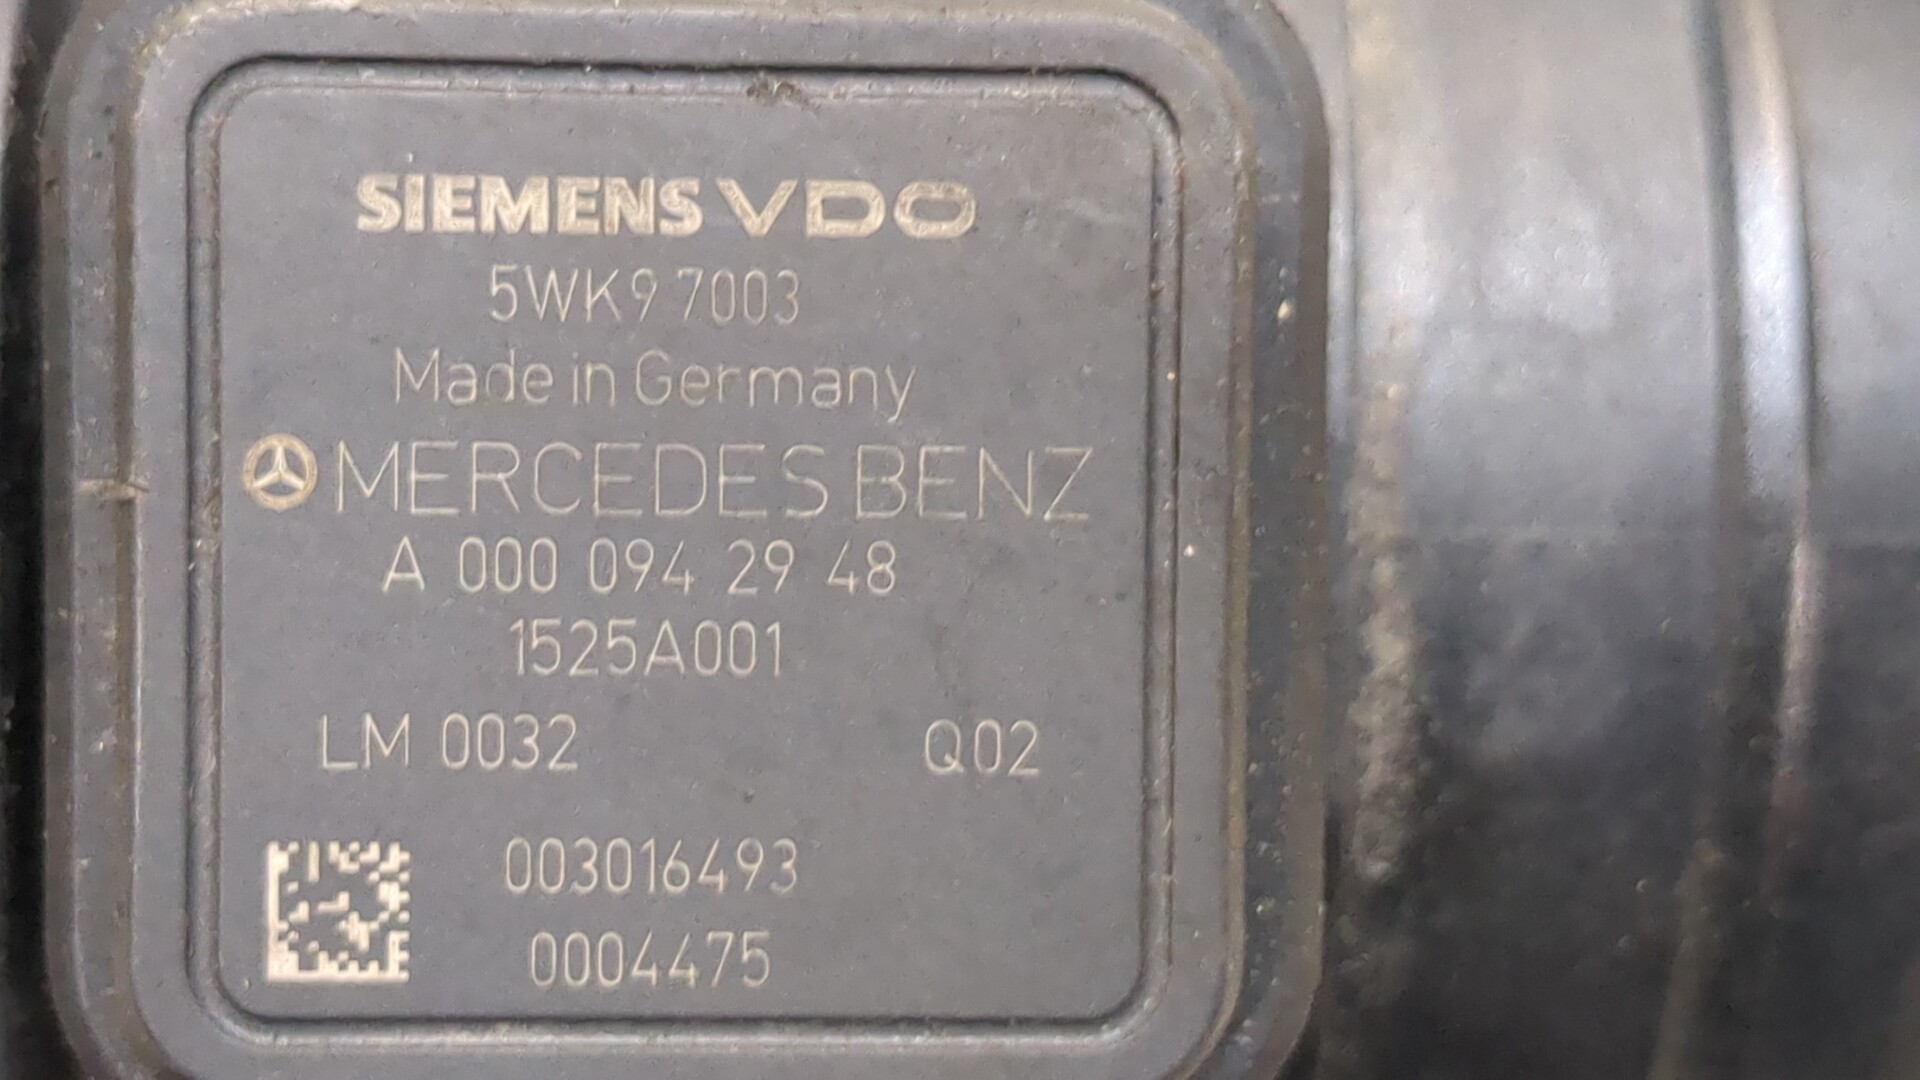 SIEMENS VDO
5WK9 7003
Made in Germany
MERCEDES BENZ
A 000 094 29 48
1525A001
LM 0032 Q02
003016493
0004475